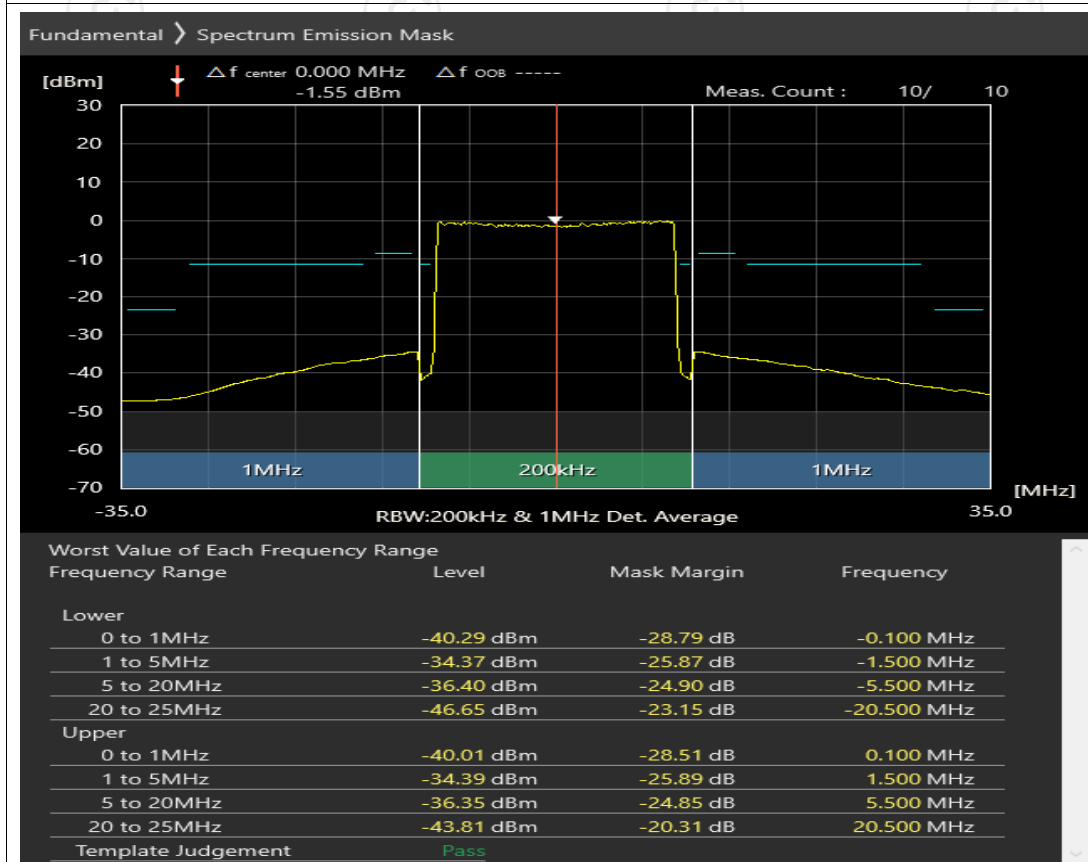 Fundamental 》 Spectrum Emission Mask
[dBm] △f center 0.000 MHz △f OOB -----
-1.55 dBm Meas. Count : 10/ 10
30
20
10
0
-10
-20
-30
-40
-50
-60
1MHz 200kHz 1MHz
-70
[MHz]
-35.0 RBW:200kHz & 1MHz Det. Average 35.0
Worst Value of Each Frequency Range
Frequency Range Level Mask Margin Frequency
Lower
0 to 1MHz -40.29 dBm -28.79 dB -0.100 MHz
1 to 5MHz -34.37 dBm -25.87 dB -1.500 MHz
5 to 20MHz -36.40 dBm -24.90 dB -5.500 MHz
20 to 25MHz -46.65 dBm -23.15 dB -20.500 MHz
Upper
0 to 1MHz -40.01 dBm -28.51 dB 0.100 MHz
1 to 5MHz -34.39 dBm -25.89 dB 1.500 MHz
5 to 20MHz -36.35 dBm -24.85 dB 5.500 MHz
20 to 25MHz -43.81 dBm -20.31 dB 20.500 MHz
Template Judgement Pass